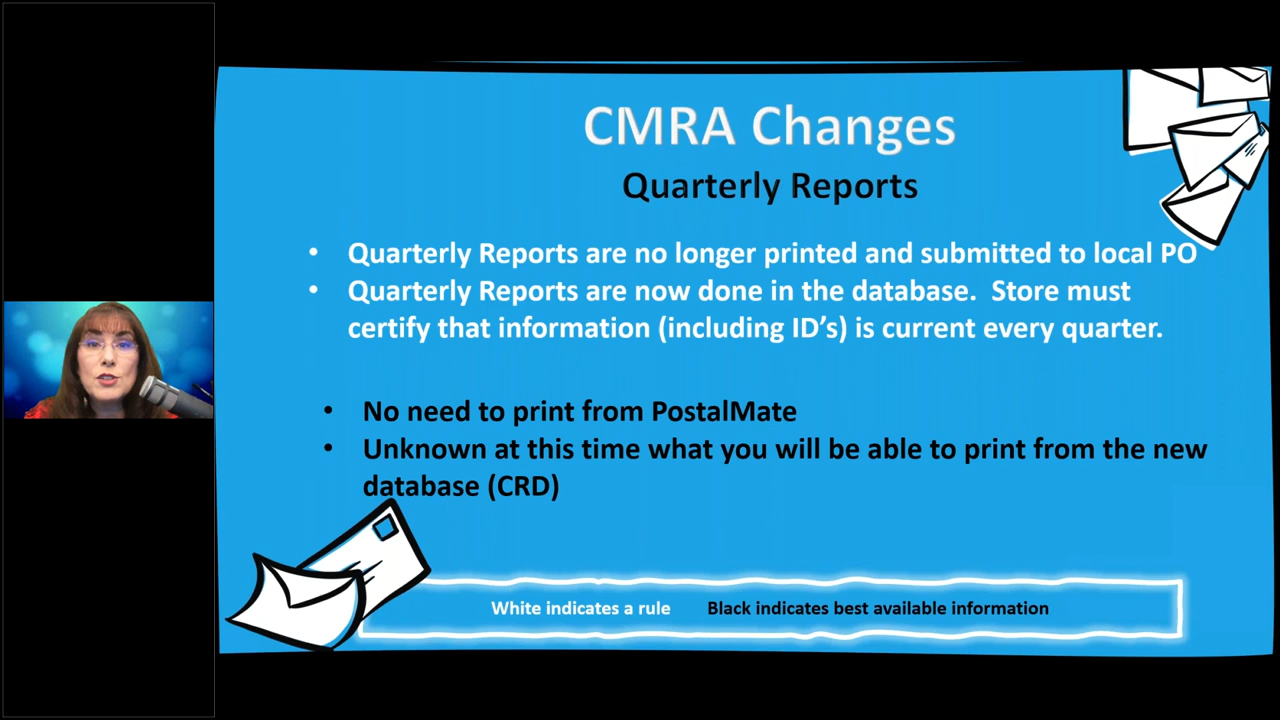 CMRA Changes
Quarterly Reports
• Quarterly Reports are no longer printed and submitted to local PO
• Quarterly Reports are now done in the database. Store must
certify that information (including ID’s) is current every quarter.
• No need to print from PostalMate
• Unknown at this time what you will be able to print from the new
database (CRD)
White indicates a rule Black indicates best available information